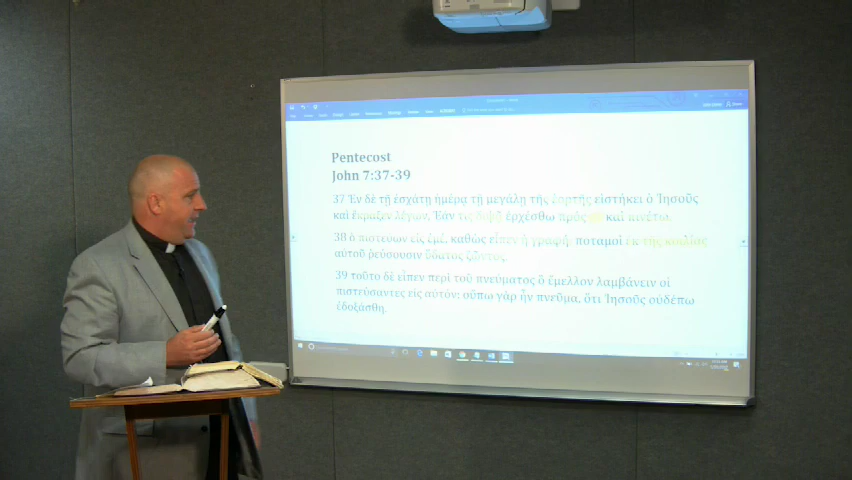 Pentecost
John 7:37-39
37 Ἐν δὲ τῇ ἐσχάτῃ ἡμέρᾳ τῇ μεγάλῃ τῆς ἑορτῆς εἱστήκει ὁ Ἰησοῦς
καὶ ἔκραξεν λέγων, Ἐάν τις διψᾷ ἐρχέσθω πρός με καὶ πινέτω.
38 ὁ πιστεύων εἰς ἐμέ, καθὼς εἶπεν ἡ γραφή, ποταμοὶ ἐκ τῆς κοιλίας
αὐτοῦ ῥεύσουσιν ὕδατος ζῶντος.
39 τοῦτο δὲ εἶπεν περὶ τοῦ πνεύματος ὃ ἔμελλον λαμβάνειν οἱ
πιστεύσαντες εἰς αὐτόν· οὔπω γὰρ ἦν πνεῦμα, ὅτι Ἰησοῦς οὐδέπω
ἐδοξάσθη.